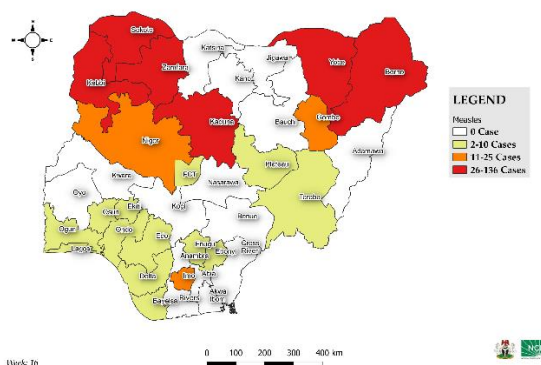 N
W E
S
Sokoto
Katsina
Jigawa
Zamfara
Yobe
Borno
Kano
Kebbi
Gombe
Kaduna
Bauchi
Niger
Adamawa
Plateau
FCT
Kwara
Nasarawa
Taraba
Oyo
Kogi
Ekiti
Osun
Benue
Ogun
Ondo
Edo
Enugu
Cross
River
Lagos
Anambra
Ebonyi
Delta
Imo
Abia
Akwa
Ibom
Bayelsa
Rivers
LEGEND
Measles
0 Case
2-10 Cases
11-25 Cases
26-136 Cases
Week: 16
0 100 200 300 400 km